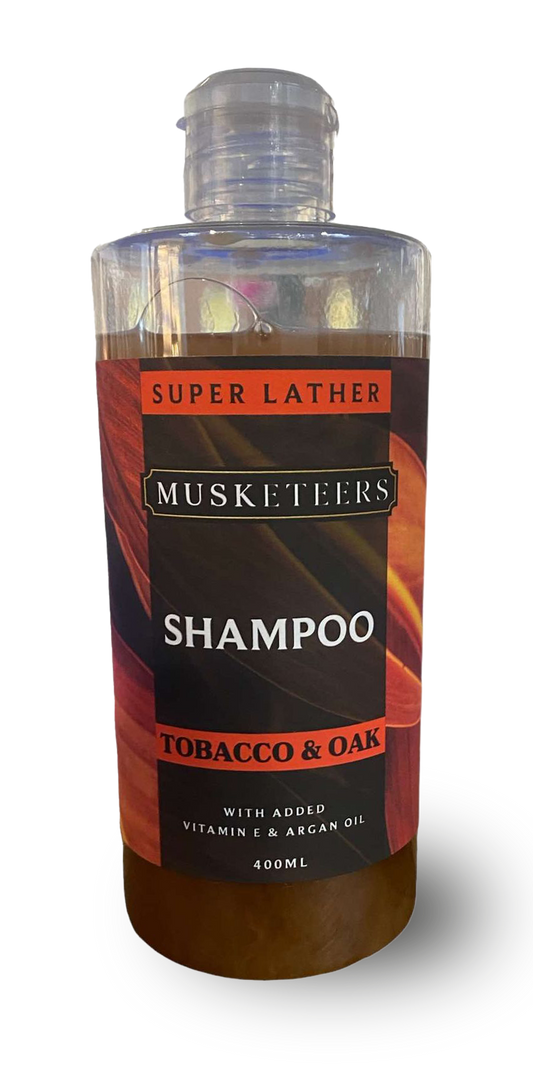 SUPER LATHER
MUSKETEERS
SHAMPOO
TOBACCO & OAK
WITH ADDED
VITAMIN E & ARGAN OIL
400ML